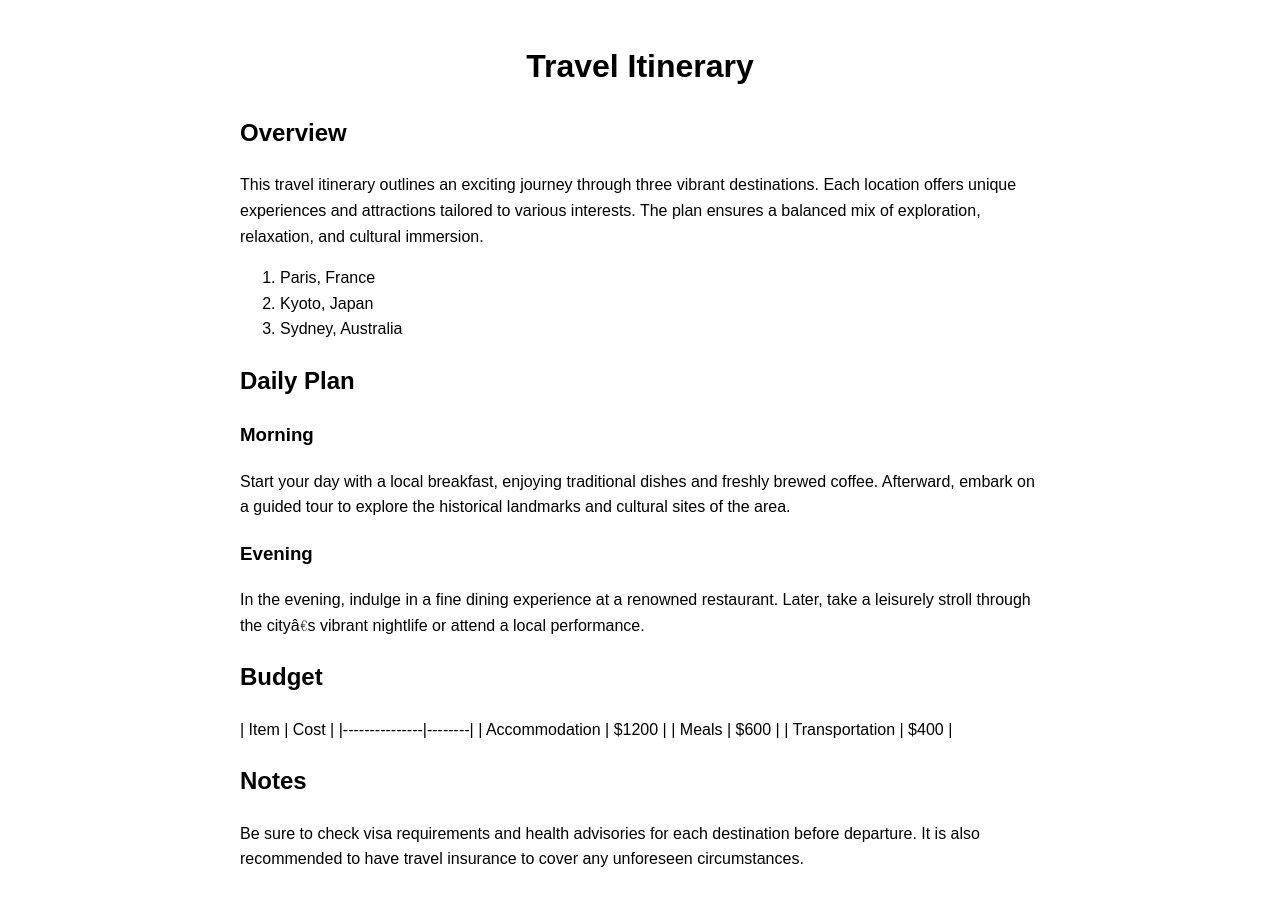 Travel Itinerary
Overview
This travel itinerary outlines an exciting journey through three vibrant destinations. Each location offers unique
experiences and attractions tailored to various interests. The plan ensures a balanced mix of exploration,
relaxation, and cultural immersion.
1. Paris, France
2. Kyoto, Japan
3. Sydney, Australia
Daily Plan
Morning
Start your day with a local breakfast, enjoying traditional dishes and freshly brewed coffee. Afterward, embark on
a guided tour to explore the historical landmarks and cultural sites of the area.
Evening
In the evening, indulge in a fine dining experience at a renowned restaurant. Later, take a leisurely stroll through
the cityâ€s vibrant nightlife or attend a local performance.
Budget
| Item | Cost | |---------------|--------| | Accommodation | $1200 | | Meals | $600 | | Transportation | $400 |
Notes
Be sure to check visa requirements and health advisories for each destination before departure. It is also
recommended to have travel insurance to cover any unforeseen circumstances.